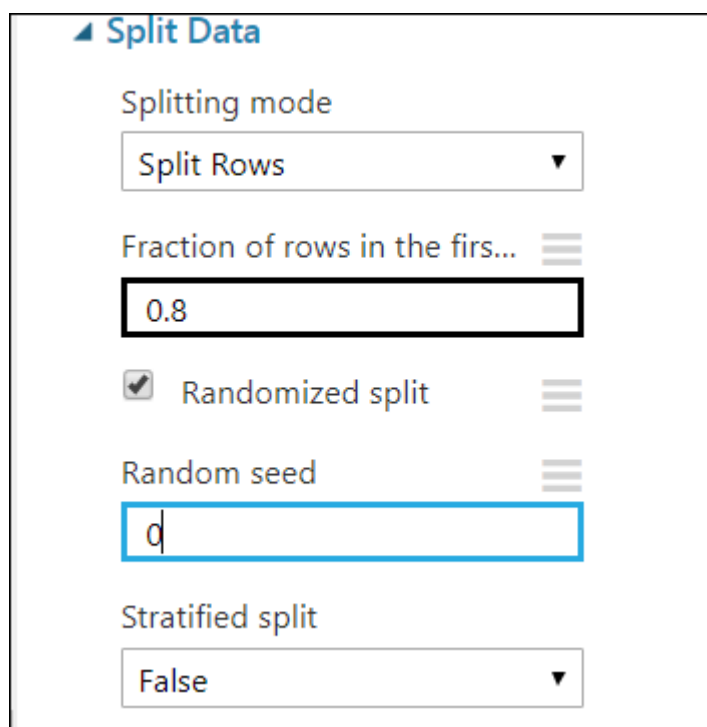 Split Data
Splitting mode
Split Rows
Fraction of rows in the firs...
0.8
Randomized split
Random seed
0
Stratified split
False